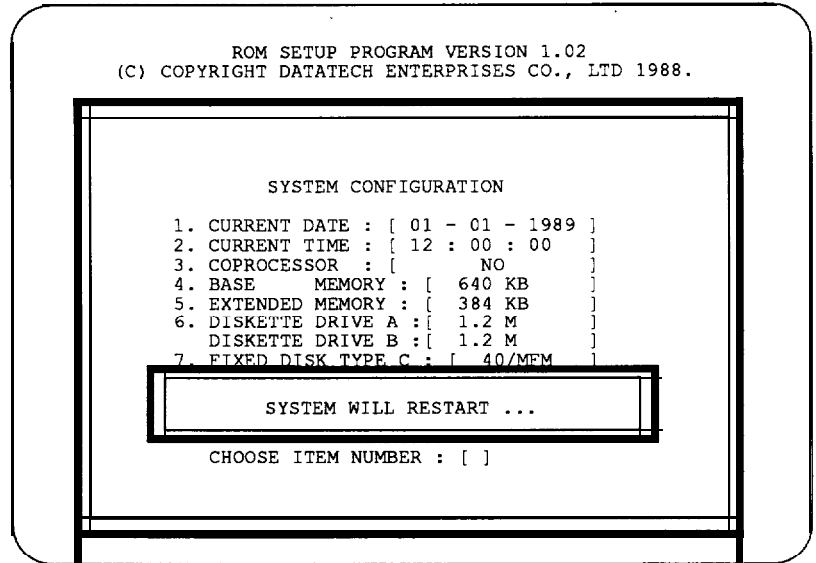 ROM SETUP PROGRAM VERSION 1.02
(C) COPYRIGHT DATATECH ENTERPRISES CO., LTD 1988.
SYSTEM CONFIGURATION
1. CURRENT DATE : [ 01 - 01 - 1989 ]
2. CURRENT TIME : [ 12 : 00 : 00 ]
3. COPROCESSOR : [ NO ]
4. BASE MEMORY : [ 640 KB ]
5. EXTENDED MEMORY : [ 384 KB ]
6. DISKETTE DRIVE A :[ 1.2 M ]
DISKETTE DRIVE B :[ 1.2 M ]
7. FIXED DISK TYPE C : [ 40/MFM ]
SYSTEM WILL RESTART ...
CHOOSE ITEM NUMBER : [ ]